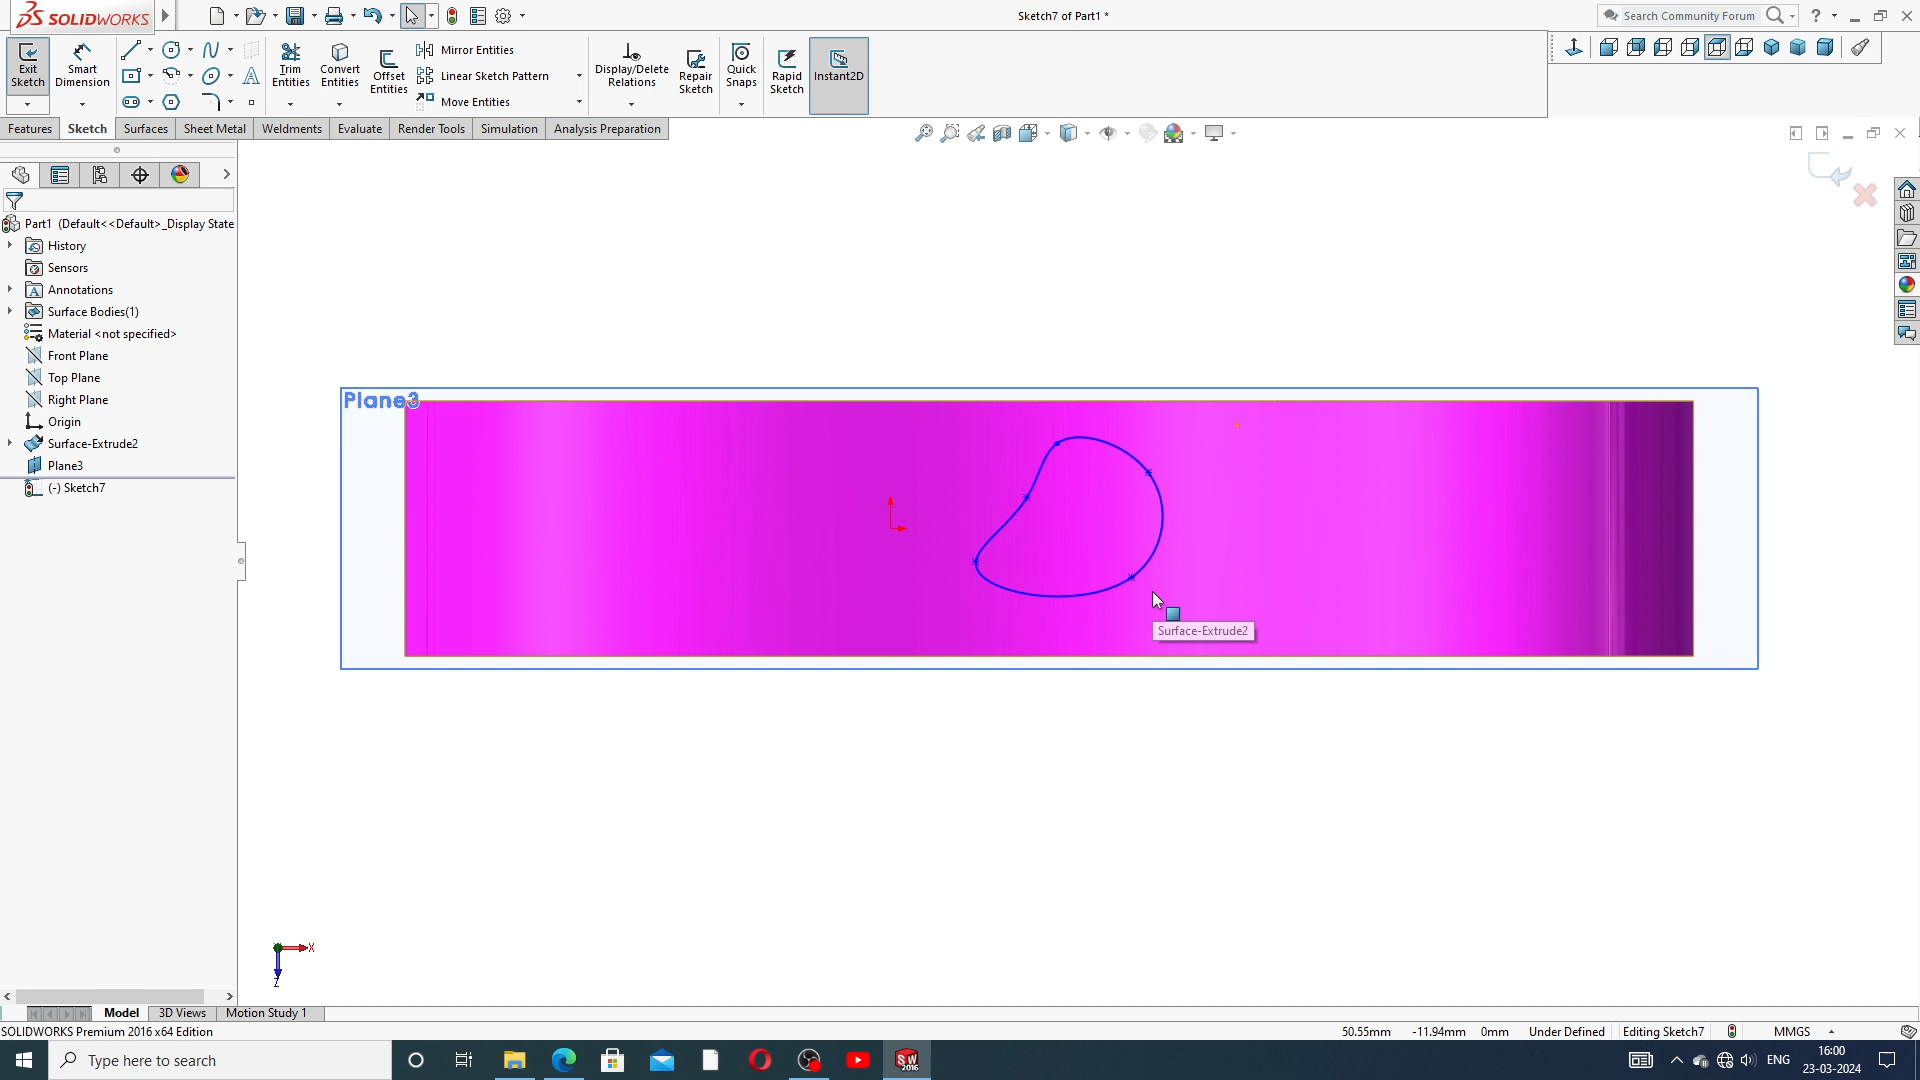 SOLIDWORKS
Sketch7 of Part1 *
Search Community Forum
Exit Sketch
Smart Dimension
Trim Entities
Convert Entities
Offset Entities
Mirror Entities
Linear Sketch Pattern
Move Entities
Display/Delete Relations
Repair Sketch
Quick Snaps
Rapid Sketch
Instant2D
Features
Sketch
Surfaces
Sheet Metal
Weldments
Evaluate
Render Tools
Simulation
Analysis Preparation
Part1 (Default<<Default>_Display State
History
Sensors
Annotations
Surface Bodies(1)
Material <not specified>
Front Plane
Top Plane
Right Plane
Origin
Surface-Extrude2
Plane3
(-) Sketch7
Plane3
Surface-Extrude2
X
Z
Model
3D Views
Motion Study 1
SOLIDWORKS Premium 2016 x64 Edition
50.55mm
-11.94mm
0mm
Under Defined
Editing Sketch7
MMGS
Type here to search
SW
2016
ENG
16:00
23-03-2024